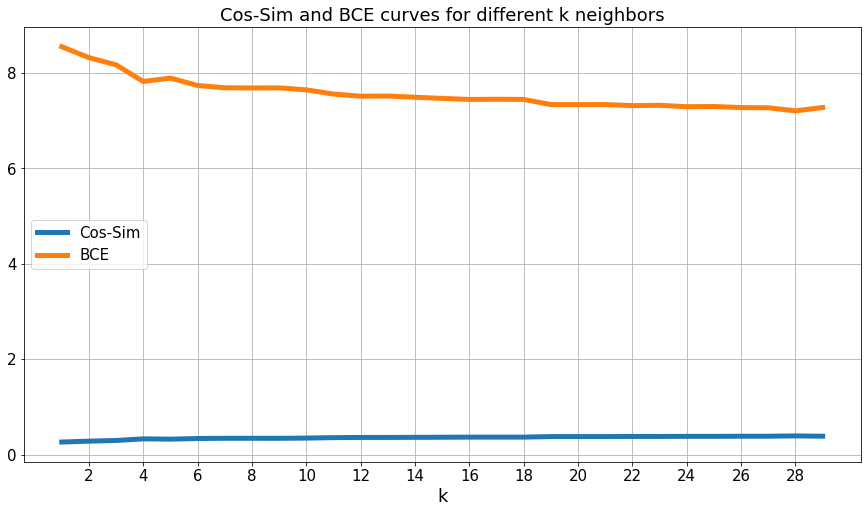 Cos-Sim and BCE curves for different k neighbors
8
6
4
2
0
Cos-Sim
BCE
2 4 6 8 10 12 14 16 18 20 22 24 26 28
k